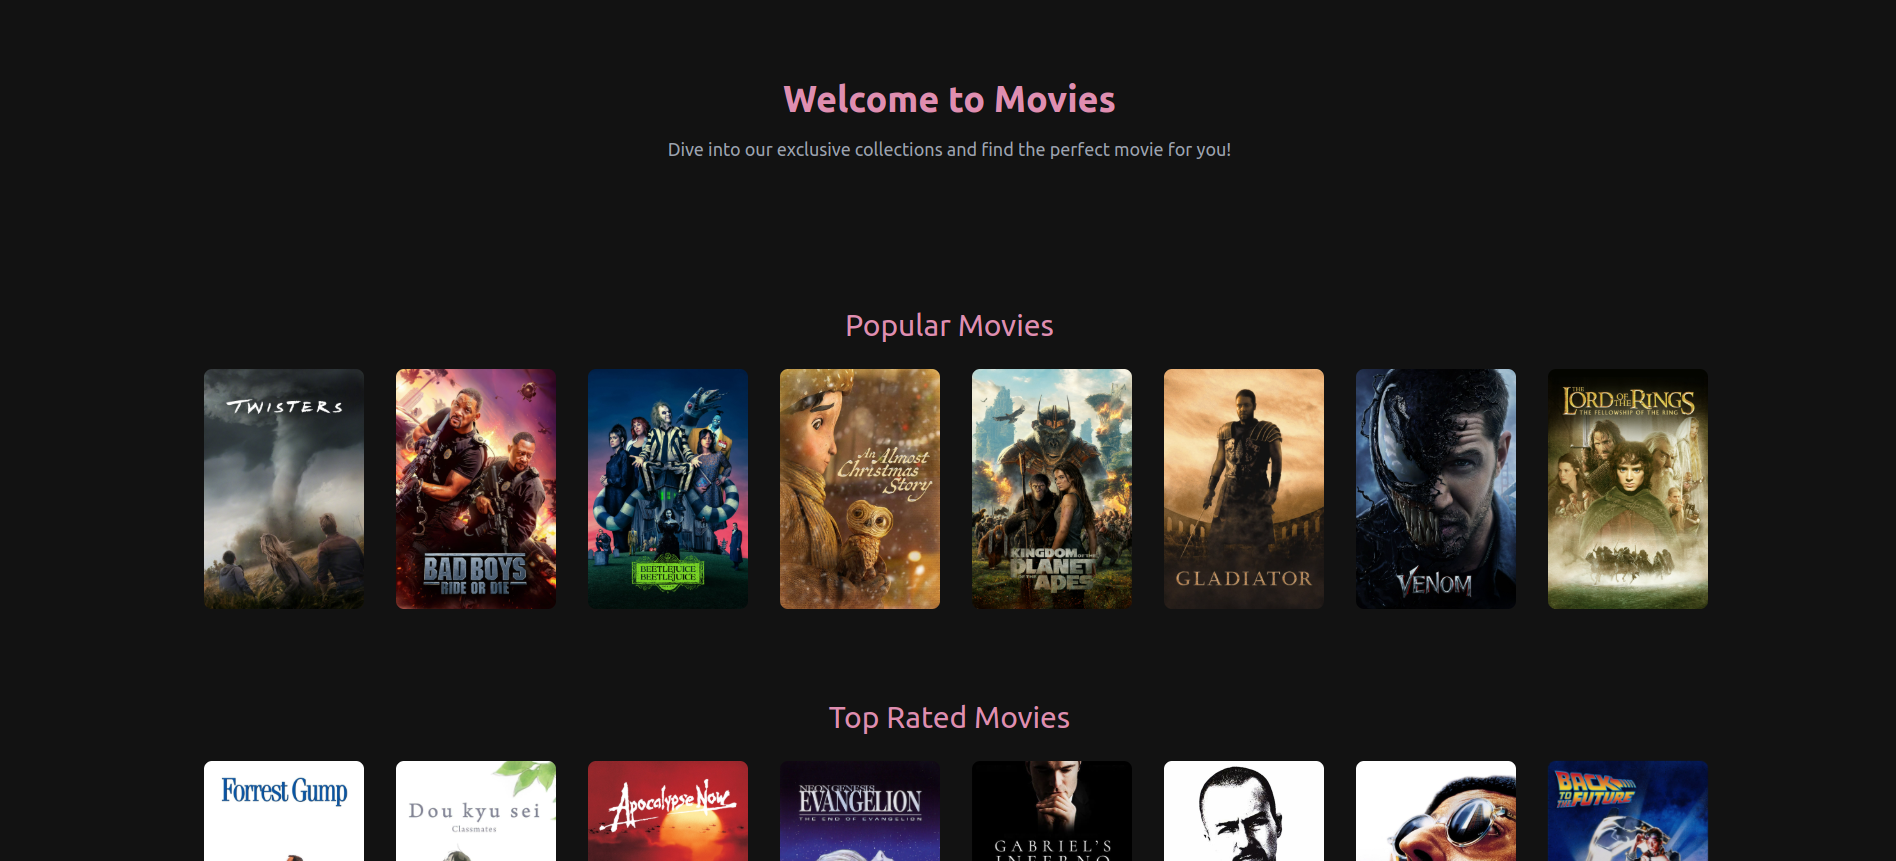 Welcome to Movies
Dive into our exclusive collections and find the perfect movie for you!
Popular Movies
TWISTERS
BAD BOYS
RIDE OR DIE
BEETLEJUICE
BEETLEJUICE
An Almost
Christmas
Story
KINGDOM OF THE
PLANET
OF THE APES
GLADIATOR
VENOM
THE
LORD OF THE RINGS
THE FELLOWSHIP OF THE RING
Top Rated Movies
Forrest Gump
Dou kyu sei
Classmates
Apocalypse Now
NEON GENESIS
EVANGELION
THE END OF EVANGELION
GABRIEL'S
INFERNO
BACK
TO THE FUTURE